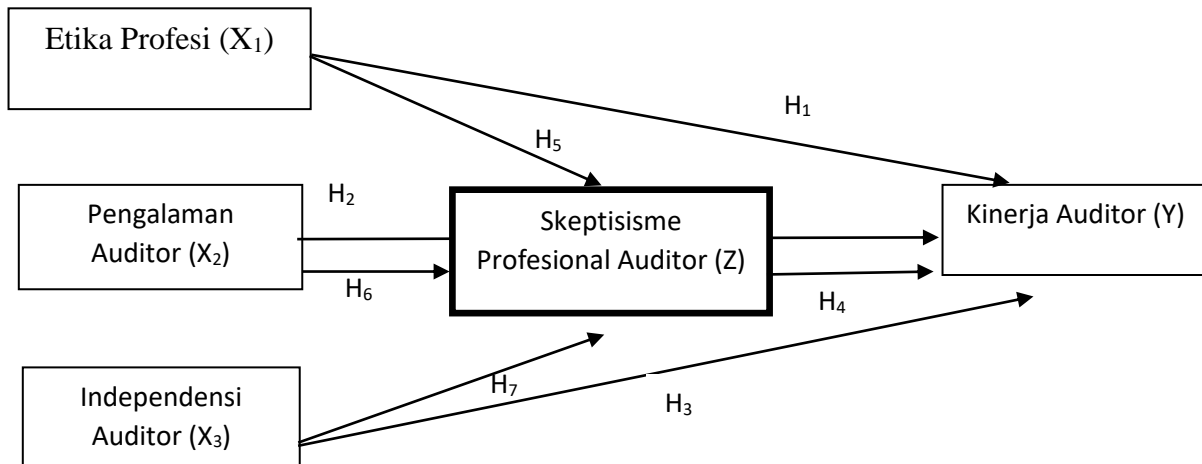 Etika Profesi (X₁)
H₁
H₅
Pengalaman
Auditor (X₂)
H₂
H₆
Skeptisisme
Profesional Auditor (Z)
Kinerja Auditor (Y)
H₄
Independensi
Auditor (X₃)
H₇
H₃